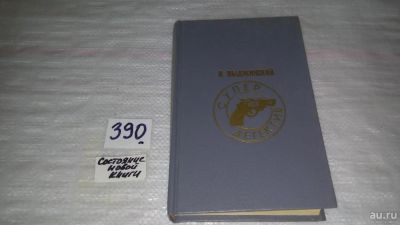 390
Состояние
новой
книги
СУПЕР
ДЕТЕКТИВ
au.ru